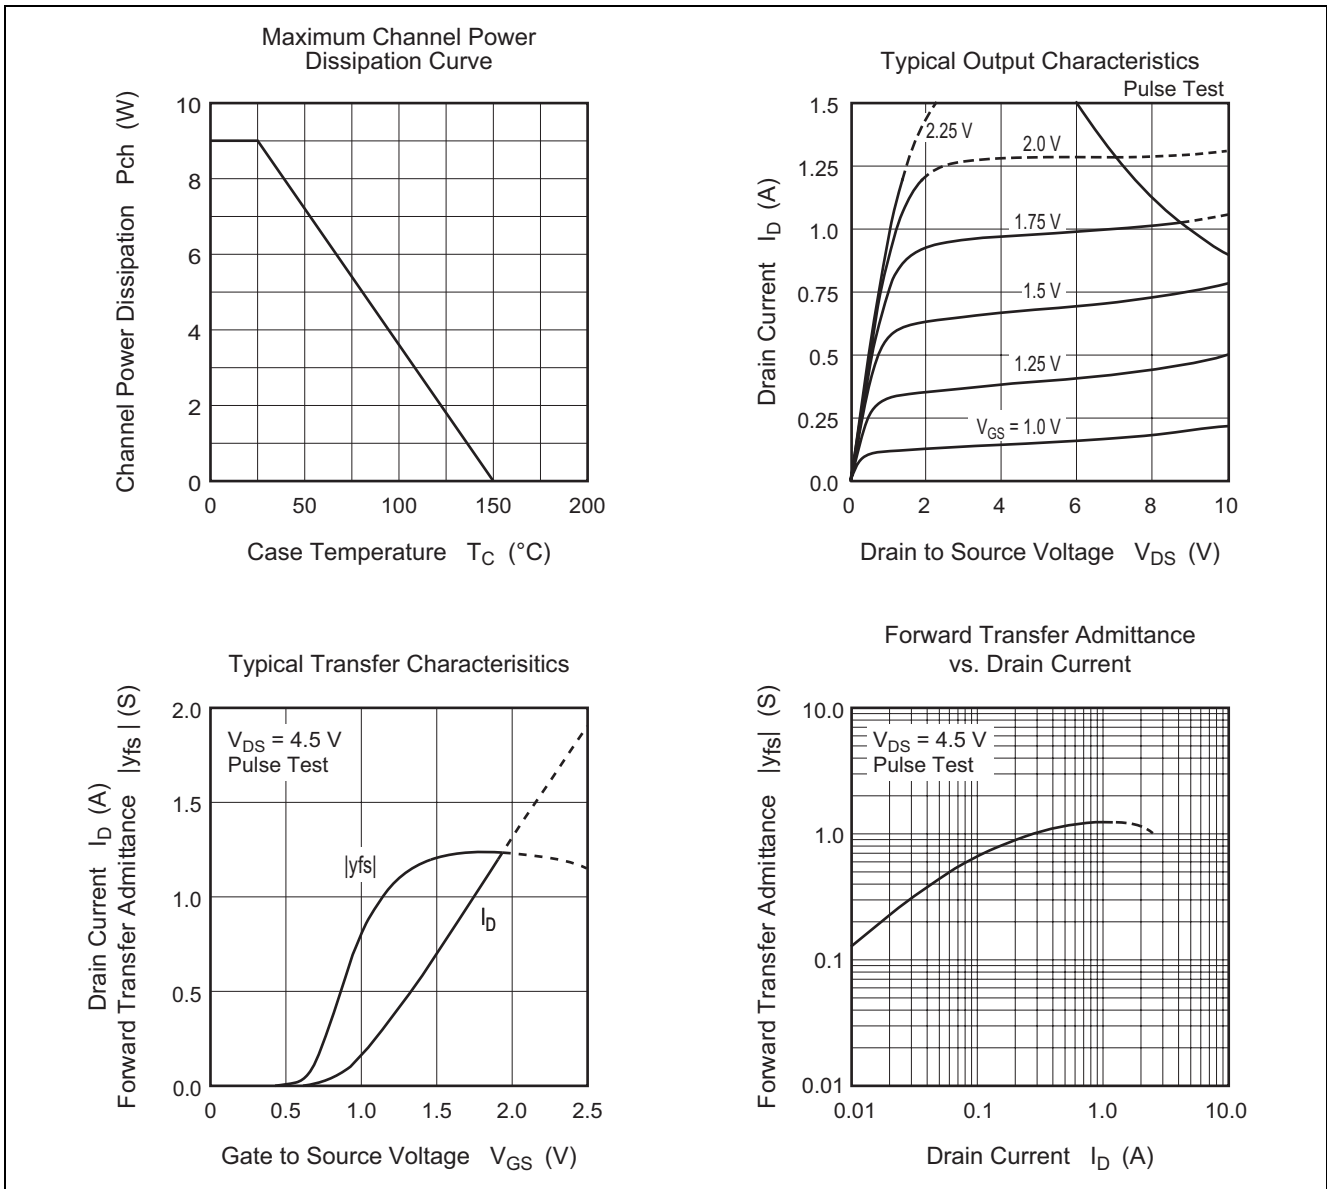 Maximum Channel Power
Dissipation Curve
Channel Power Dissipation Pch (W)
10
8
6
4
2
0
0 50 100 150 200
Case Temperature TC (°C)
Typical Output Characteristics
Pulse Test
Drain Current ID (A)
1.5
1.25
1.0
0.75
0.5
0.25
0.0
2.25 V
2.0 V
1.75 V
1.5 V
1.25 V
VGS = 1.0 V
0 2 4 6 8 10
Drain to Source Voltage VDS (V)
Typical Transfer Characterisitics
Drain Current ID (A)
Forward Transfer Admittance |yfs| (S)
2.0
1.5
1.0
0.5
0.0
VDS = 4.5 V
Pulse Test
|yfs|
ID
0 0.5 1.0 1.5 2.0 2.5
Gate to Source Voltage VGS (V)
Forward Transfer Admittance
vs. Drain Current
Forward Transfer Admittance |yfs| (S)
10.0
1.0
0.1
0.01
VDS = 4.5 V
Pulse Test
0.01 0.1 1.0 10.0
Drain Current ID (A)